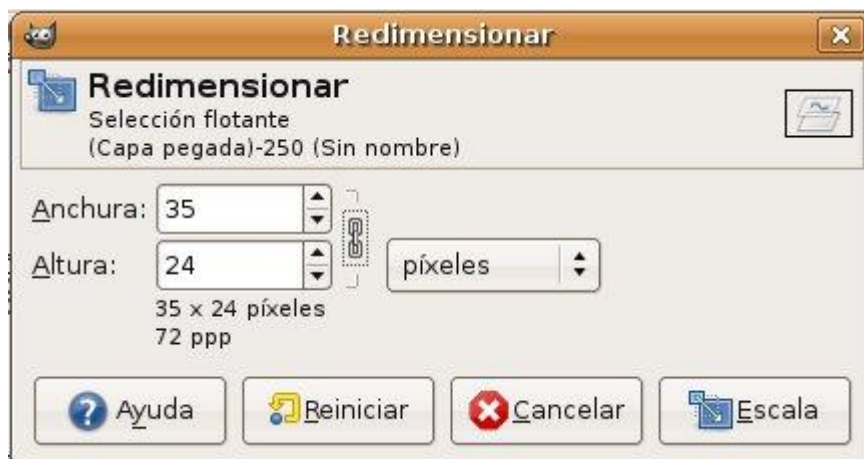 Redimensionar
Redimensionar
Selección flotante
(Capa pegada)-250 (Sin nombre)
Anchura: 35
Altura: 24 píxeles
35 x 24 píxeles
72 ppp
Ayuda Reiniciar Cancelar Escala